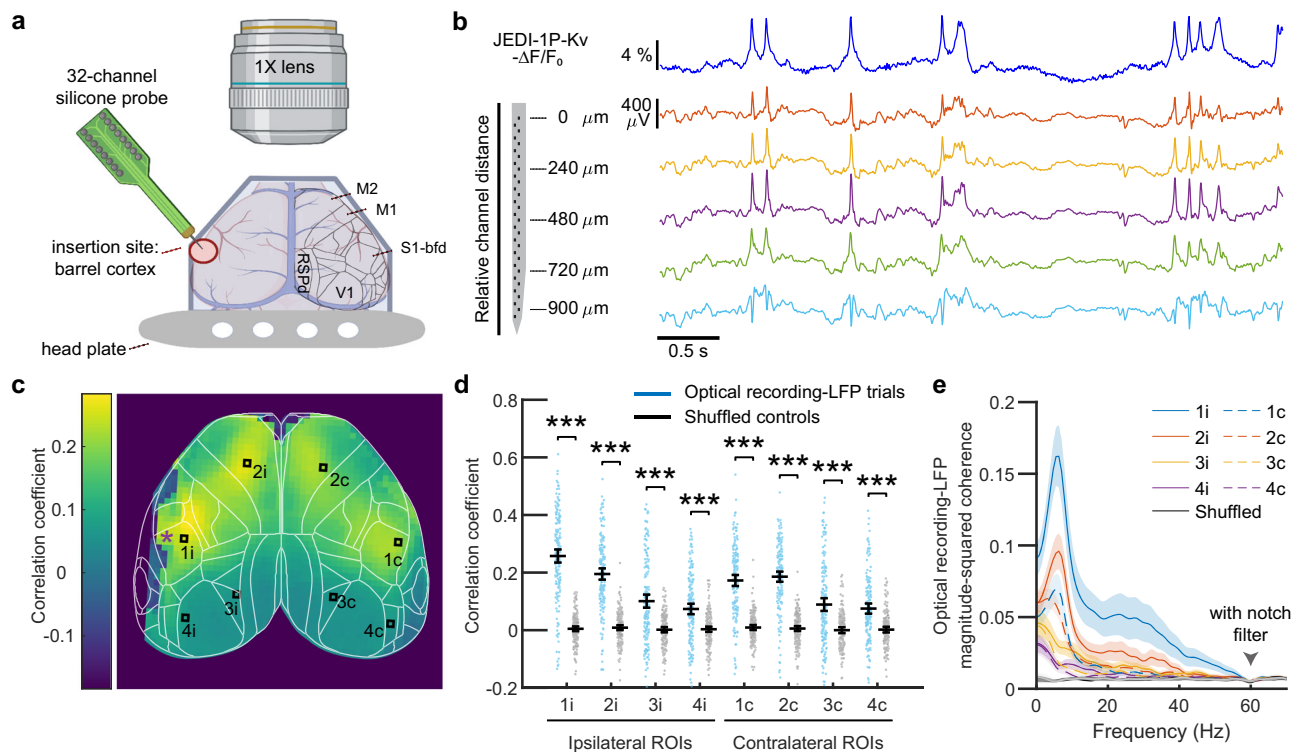 a
1X lens
32-channel
silicone probe
M2
M1
S1-bfd
RSPd
V1
insertion site:
barrel cortex
head plate
b
JEDI-1P-Kv
-ΔF/F₀
4 %
400
μV
Relative channel distance
0 μm
240 μm
480 μm
720 μm
900 μm
0.5 s
c
Correlation coefficient
0.2
0.1
0
-0.1
2i
2c
*
1i
1c
3i
3c
4i
4c
d
Optical recording-LFP trials
Shuffled controls
Correlation coefficient
0.8
0.6
0.4
0.2
0
-0.2
*** *** *** *** *** *** *** ***
1i 2i 3i 4i 1c 2c 3c 4c
Ipsilateral ROIs Contralateral ROIs
e
Optical recording-LFP
magnitude-squared coherence
0.2
0.15
0.1
0.05
0
1i 1c
2i 2c
3i 3c
4i 4c
Shuffled
with notch
filter
0 20 40 60
Frequency (Hz)